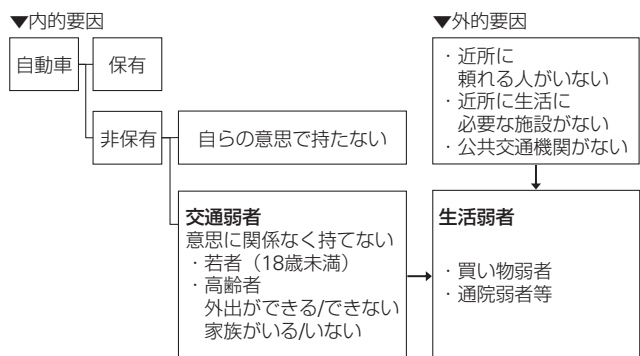 ▼内的要因
自動車
保有
非保有
自らの意思で持たない
交通弱者
意思に関係なく持てない
・若者（18歳未満）
・高齢者
外出ができる/できない
家族がいる/いない
▼外的要因
・近所に
頼れる人がいない
・近所に生活に
必要な施設がない
・公共交通機関がない
生活弱者
・買い物弱者
・通院弱者等